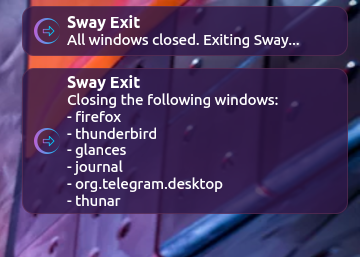 Sway Exit
All windows closed. Exiting Sway...
Sway Exit
Closing the following windows:
- firefox
- thunderbird
- glances
- journal
- org.telegram.desktop
- thunar